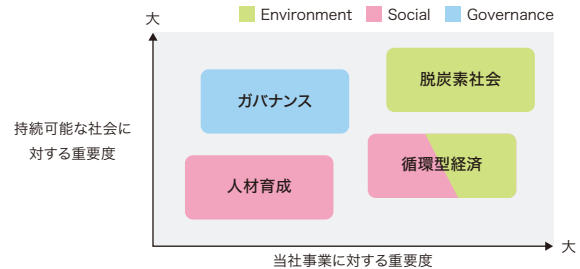 Environment Social Governance
大
ガバナンス
脱炭素社会
持続可能な社会に
対する重要度
人材育成
循環型経済
大
当社事業に対する重要度